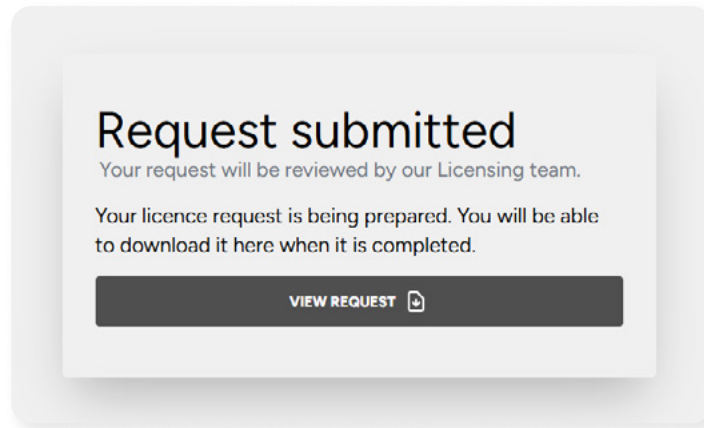 Request submitted
Your request will be reviewed by our Licensing team.
Your licence request is being prepared. You will be able
to download it here when it is completed.
VIEW REQUEST